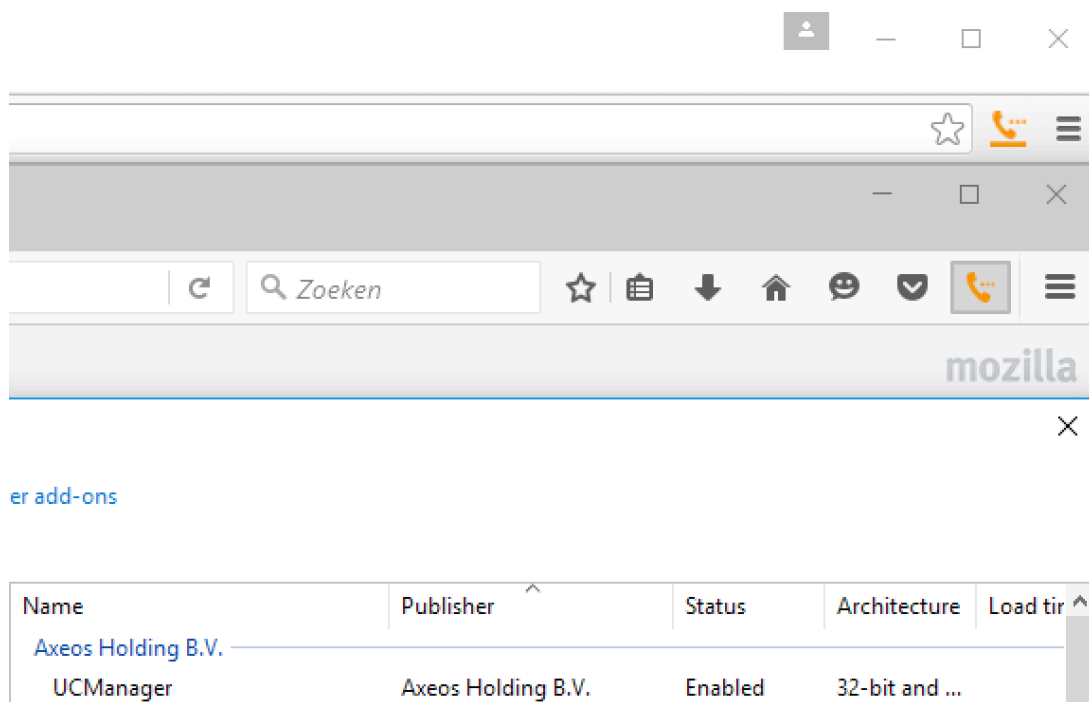 Zoeken
mozilla
er add-ons
Name Publisher Status Architecture Load tir
Axeos Holding B.V.
UCManager Axeos Holding B.V. Enabled 32-bit and ...